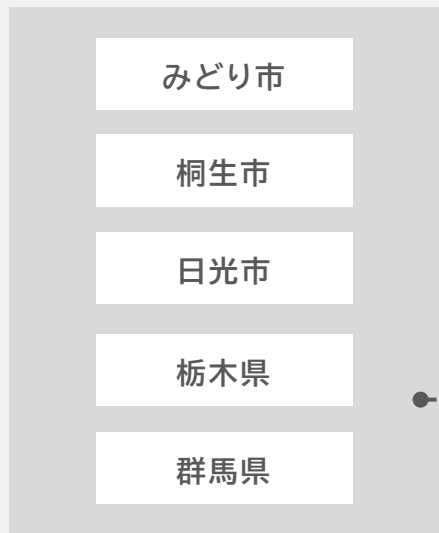 みどり市
桐生市
日光市
栃木県
群馬県